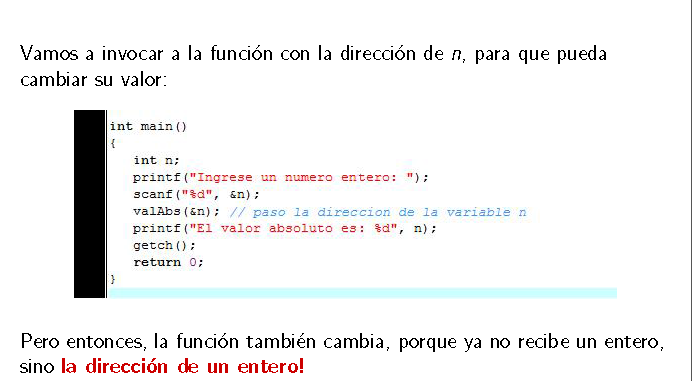 Vamos a invocar a la función con la dirección de n, para que pueda
cambiar su valor:
int main()
{
int n;
printf("Ingrese un numero entero: ");
scanf("%d", &n);
valAbs(&n); // paso la direccion de la variable n
printf("El valor absoluto es: %d", n);
getch();
return 0;
}
Pero entonces, la función también cambia, porque ya no recibe un entero,
sino la dirección de un entero!